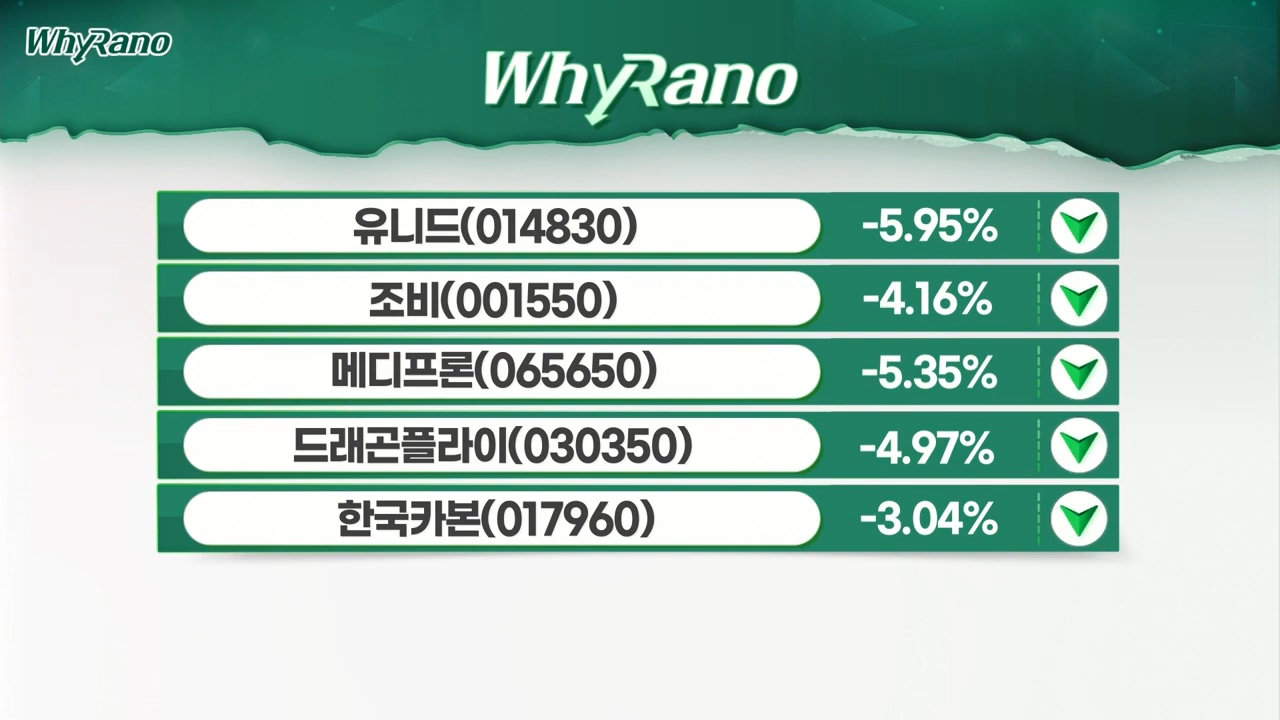 WhyRano
WhyRano
유니드(014830) -5.95%
조비(001550) -4.16%
메디프론(065650) -5.35%
드래곤플라이(030350) -4.97%
한국카본(017960) -3.04%